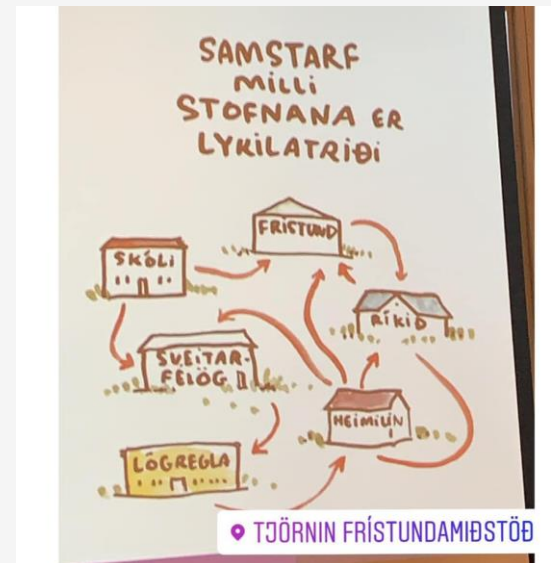 SAMSTARF
MILLI
STOFNANA ER
LYKILATRIÐI
FRÍSTUND
SKÓLI
RÍKIÐ
SVEITAR-
FÉLÖG
HEIMILIN
LÖGREGLA
TJÖRNIN FRÍSTUNDAMIÐSTÖÐ